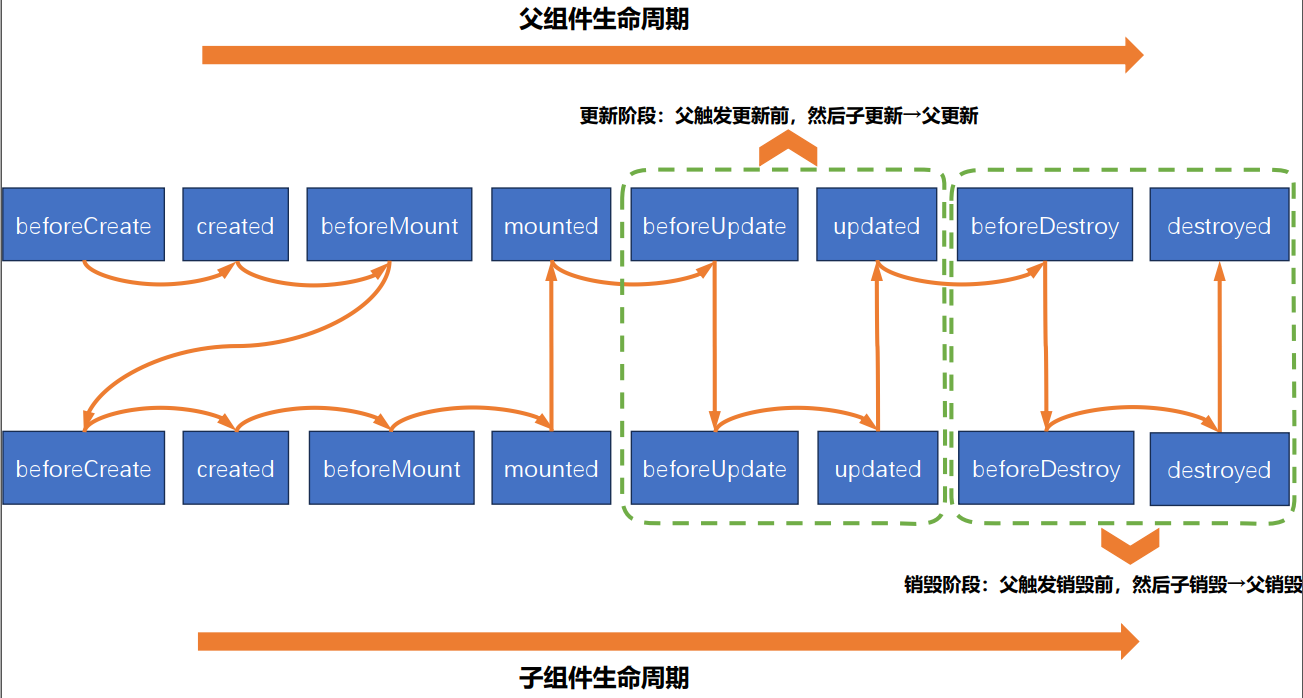 父组件生命周期
更新阶段：父触发更新前，然后子更新→父更新
beforeCreate created beforeMount mounted beforeUpdate updated beforeDestroy destroyed
beforeCreate created beforeMount mounted beforeUpdate updated beforeDestroy destroyed
销毁阶段：父触发销毁前，然后子销毁→父销毁
子组件生命周期